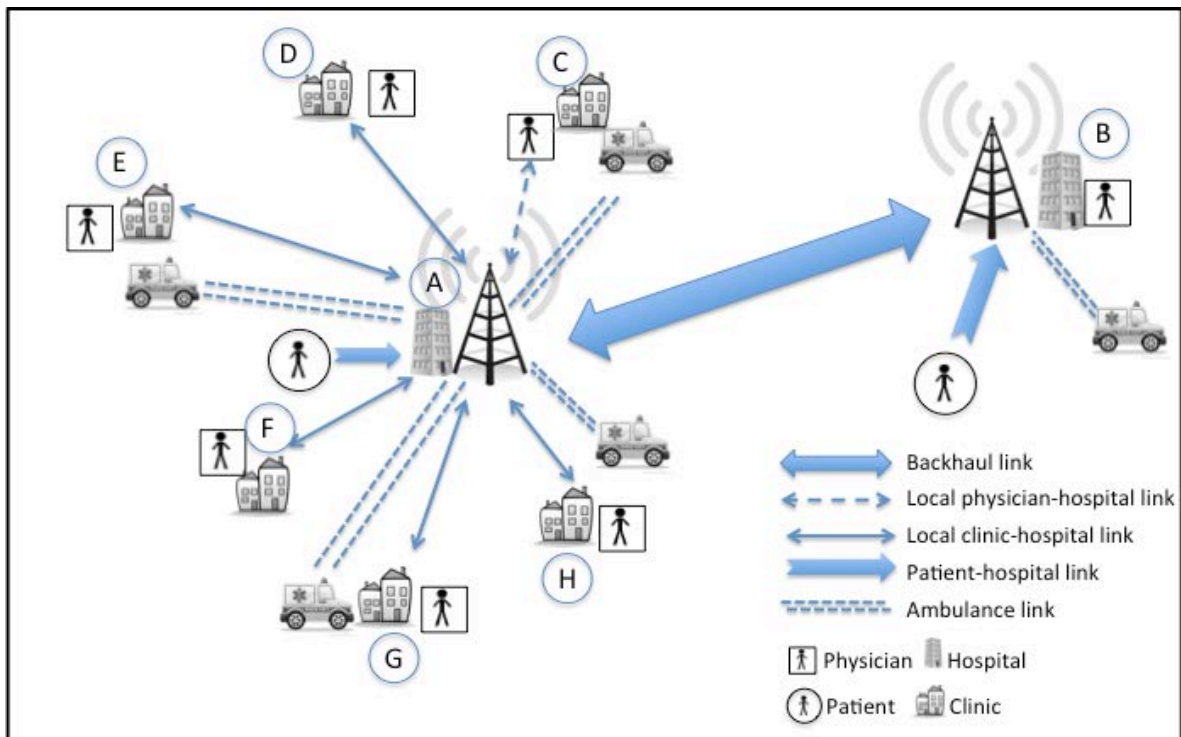 D
C
B
E
A
F
H
G
Backhaul link
Local physician-hospital link
Local clinic-hospital link
Patient-hospital link
Ambulance link
Physician
Hospital
Patient
Clinic